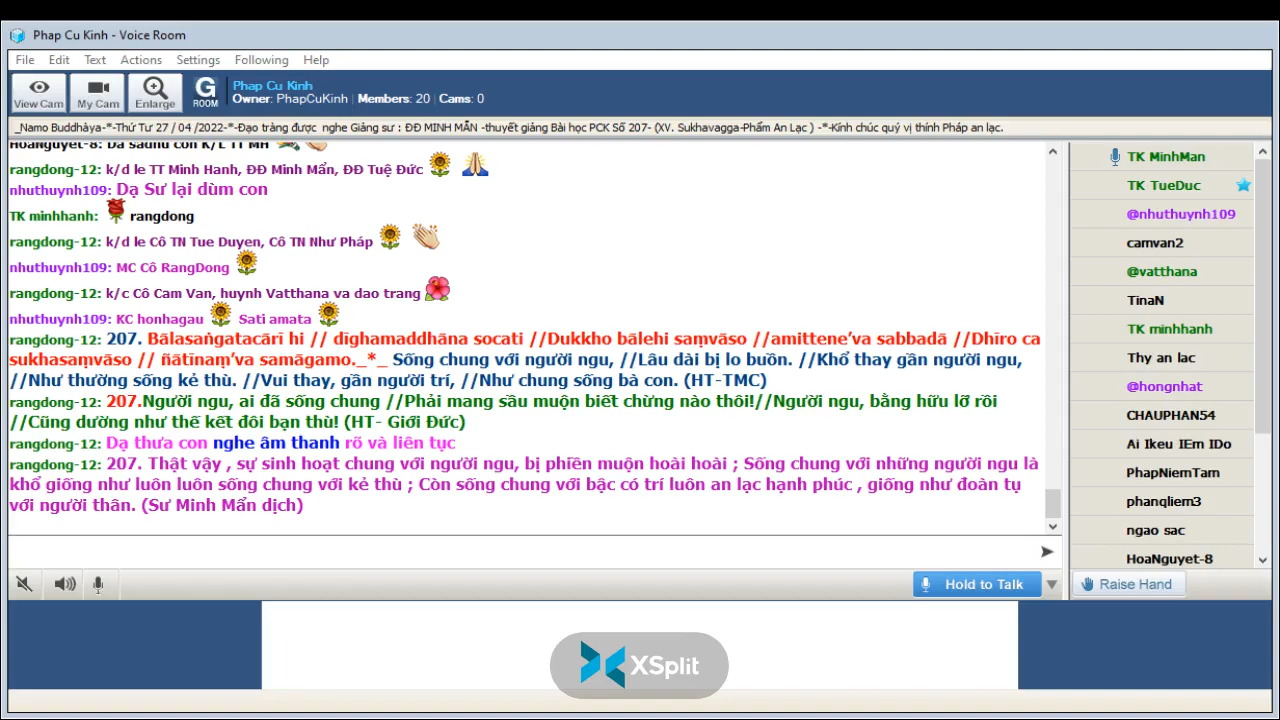 Phap Cu Kinh - Voice Room
File Edit Text Actions Settings Following Help
View Cam My Cam Enlarge G ROOM
Phap Cu Kinh
Owner: PhapCuKinh | Members: 20 | Cams: 0
_Namo Buddhàya-*-Thứ Tư 27 / 04 /2022-*-Đạo tràng được nghe Giảng sư : ĐĐ MINH MẪN -thuyết giảng Bài học PCK Số 207- (XV. Sukhavagga-Phẩm An Lạc ) -*-Kính chúc quý vị thính Pháp an lạc.
HoaNguyet-8: Dạ sadhu con K/L TT MH
rangdong-12: k/d le TT Minh Hanh, ĐĐ Minh Mẩn, ĐĐ Tuệ Đức
nhuthuynh109: Dạ Sư lại dùm con
TK minhhanh: rangdong
rangdong-12: k/d le Cô TN Tue Duyen, Cô TN Như Pháp
nhuthuynh109: MC Cô RangDong
rangdong-12: k/c Cô Cam Van, huynh Vatthana va dao trang
nhuthuynh109: KC honhagau Sati amata
rangdong-12: 207. Bālasaṅgatacārī hi // dīghamaddhāna socati //Dukkho bālehi saṃvāso //amittene’va sabbadā //Dhīro ca
sukhasaṃvāso // ñātīnaṃ’va samāgamo._*_ Sống chung với người ngu, //Lâu dài bị lo buồn. //Khổ thay gần người ngu,
//Như thường sống kẻ thù. //Vui thay, gần người trí, //Như chung sống bà con. (HT-TMC)
rangdong-12: 207.Người ngu, ai đã sống chung //Phải mang sầu muộn biết chừng nào thôi!//Người ngu, bằng hữu lỡ rồi
//Cũng dường như thế kết đôi bạn thù! (HT- Giới Đức)
rangdong-12: Dạ thưa con nghe âm thanh rõ và liên tục
rangdong-12: 207. Thật vậy , sự sinh hoạt chung với người ngu, bị phiền muộn hoài hoài ; Sống chung với những người ngu là
khổ giống như luôn luôn sống chung với kẻ thù ; Còn sống chung với bậc có trí luôn an lạc hạnh phúc , giống như đoàn tụ
với người thân. (Sư Minh Mẩn dịch)
TK MinhMan
TK TueDuc
@nhuthuynh109
camvan2
@vatthana
TinaN
TK minhhanh
Thy an lac
@hongnhat
CHAUPHAN54
Ai Ikeu IEm IDo
PhapNiemTam
phanqliem3
ngao sac
HoaNguyet-8
Hold to Talk
Raise Hand
XSplit